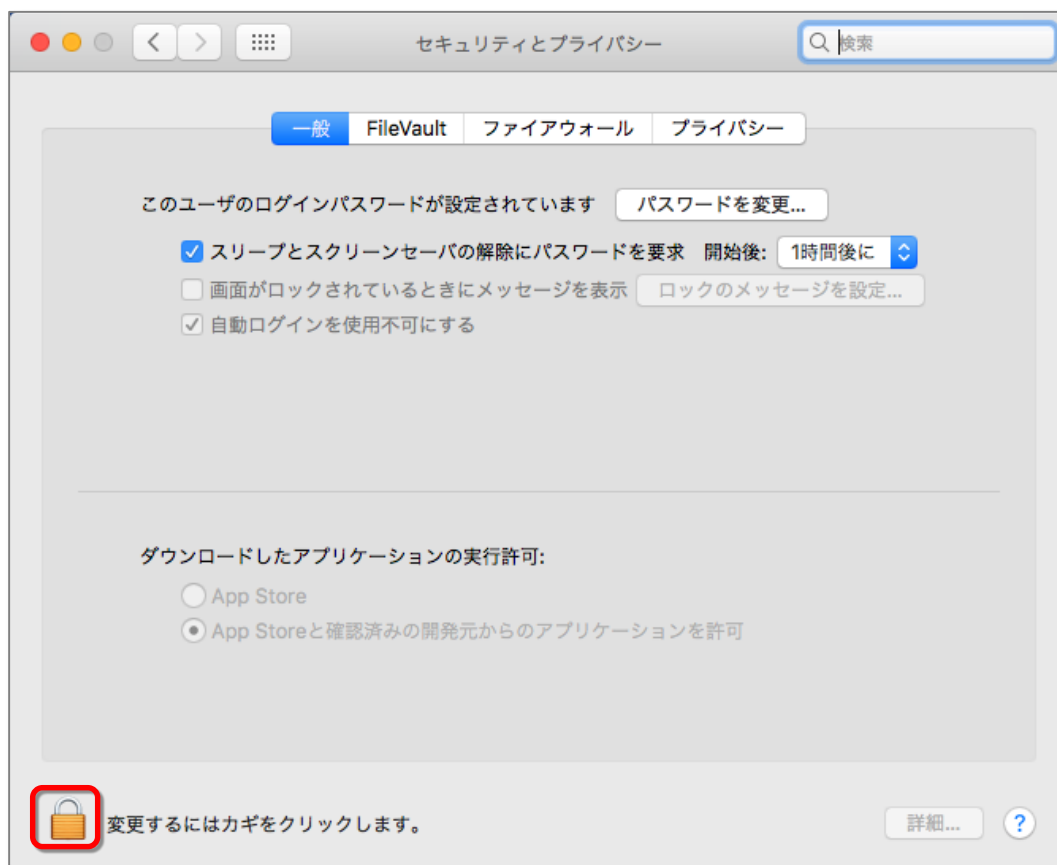 セキュリティとプライバシー
検索
一般 FileVault ファイアウォール プライバシー
このユーザのログインパスワードが設定されています パスワードを変更...
スリープとスクリーンセーバの解除にパスワードを要求 開始後: 1時間後に
画面がロックされているときにメッセージを表示 ロックのメッセージを設定...
自動ログインを使用不可にする
ダウンロードしたアプリケーションの実行許可:
App Store
App Storeと確認済みの開発元からのアプリケーションを許可
変更するにはカギをクリックします。
詳細... ?